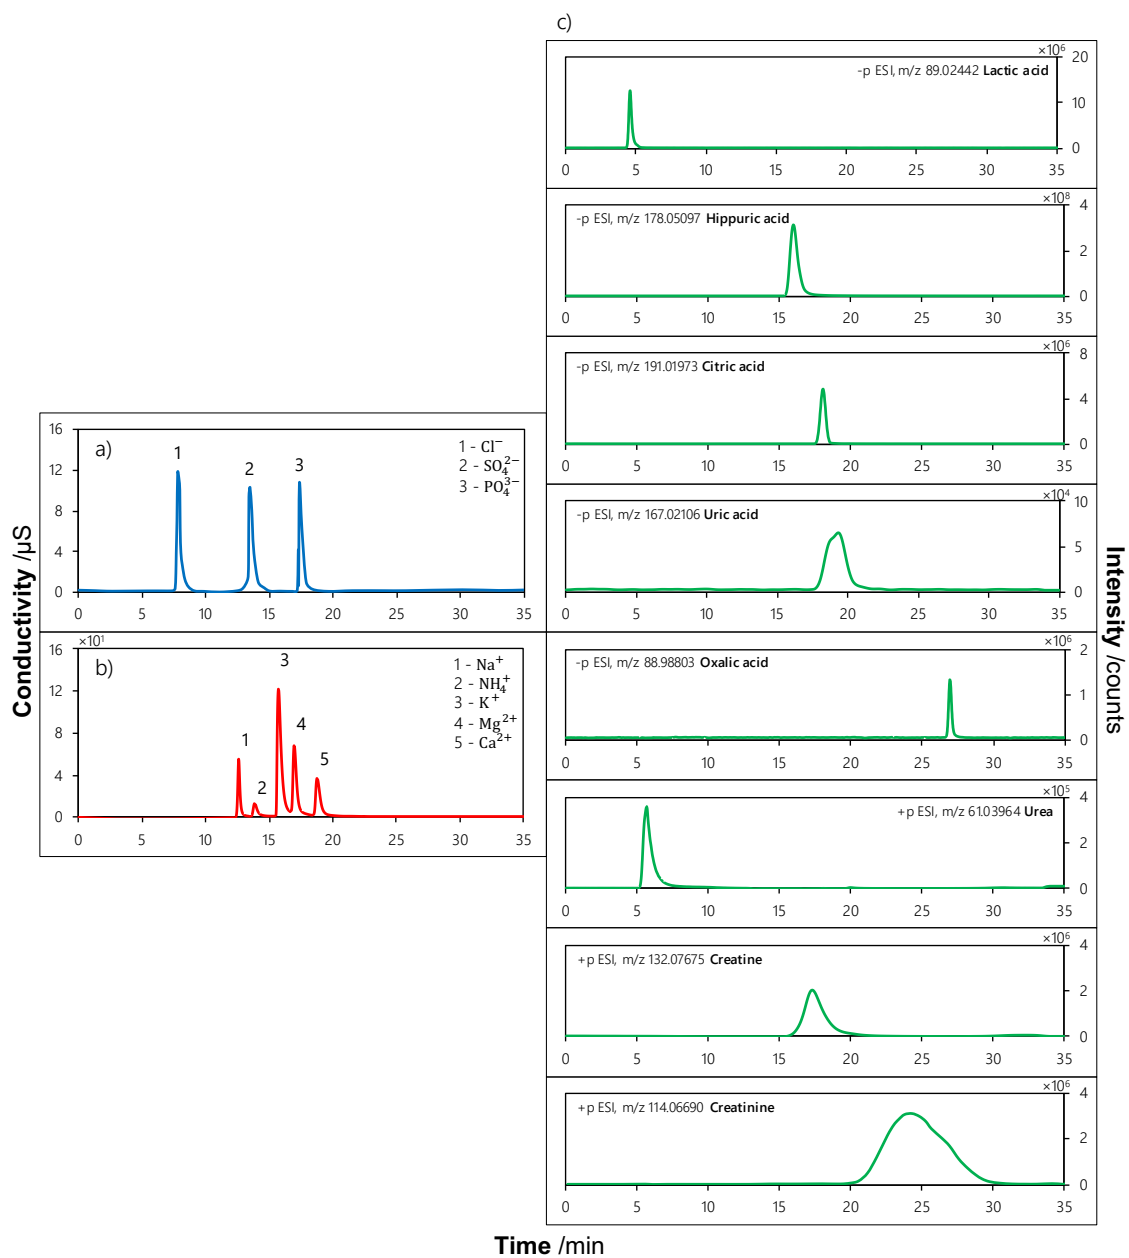 c)
×10⁶
-p ESI, m/z 89.02442 Lactic acid
20
10
0
0 5 10 15 20 25 30 35
×10⁸
-p ESI, m/z 178.05097 Hippuric acid
4
2
0
0 5 10 15 20 25 30 35
×10⁶
-p ESI, m/z 191.01973 Citric acid
8
4
0
0 5 10 15 20 25 30 35
×10⁴
-p ESI, m/z 167.02106 Uric acid
10
5
0
0 5 10 15 20 25 30 35
×10⁶
-p ESI, m/z 88.98803 Oxalic acid
2
1
0
0 5 10 15 20 25 30 35
×10⁵
+p ESI, m/z 61.03964 Urea
4
2
0
0 5 10 15 20 25 30 35
×10⁶
+p ESI, m/z 132.07675 Creatine
4
2
0
0 5 10 15 20 25 30 35
×10⁶
+p ESI, m/z 114.06690 Creatinine
4
2
0
0 5 10 15 20 25 30 35
Intensity /counts
Conductivity /µS
a)
16
12
8
4
0
1 2 3
1 - Cl⁻
2 - SO₄²⁻
3 - PO₄³⁻
0 5 10 15 20 25 30 35
×10¹
b)
16
12
8
4
0
1 2 3 4 5
1 - Na⁺
2 - NH₄⁺
3 - K⁺
4 - Mg²⁺
5 - Ca²⁺
0 5 10 15 20 25 30 35
Time /min